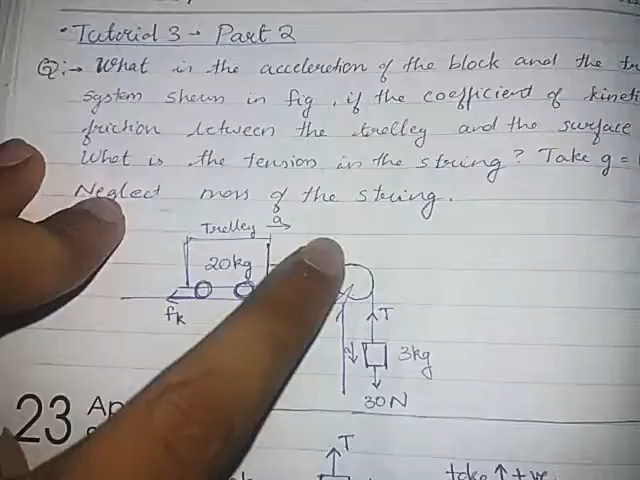 • Tutorial 3 → Part 2
Q:→ What is the acceleration of the block and the
system shown in fig, if the coefficient of kineti
friction between the trolley and the surface
What is the tension in the string? Take g =
Neglect mass of the string.
Trolley a
20kg
fk
T
3kg
30N
23 Ap
T
take ↑ +ve